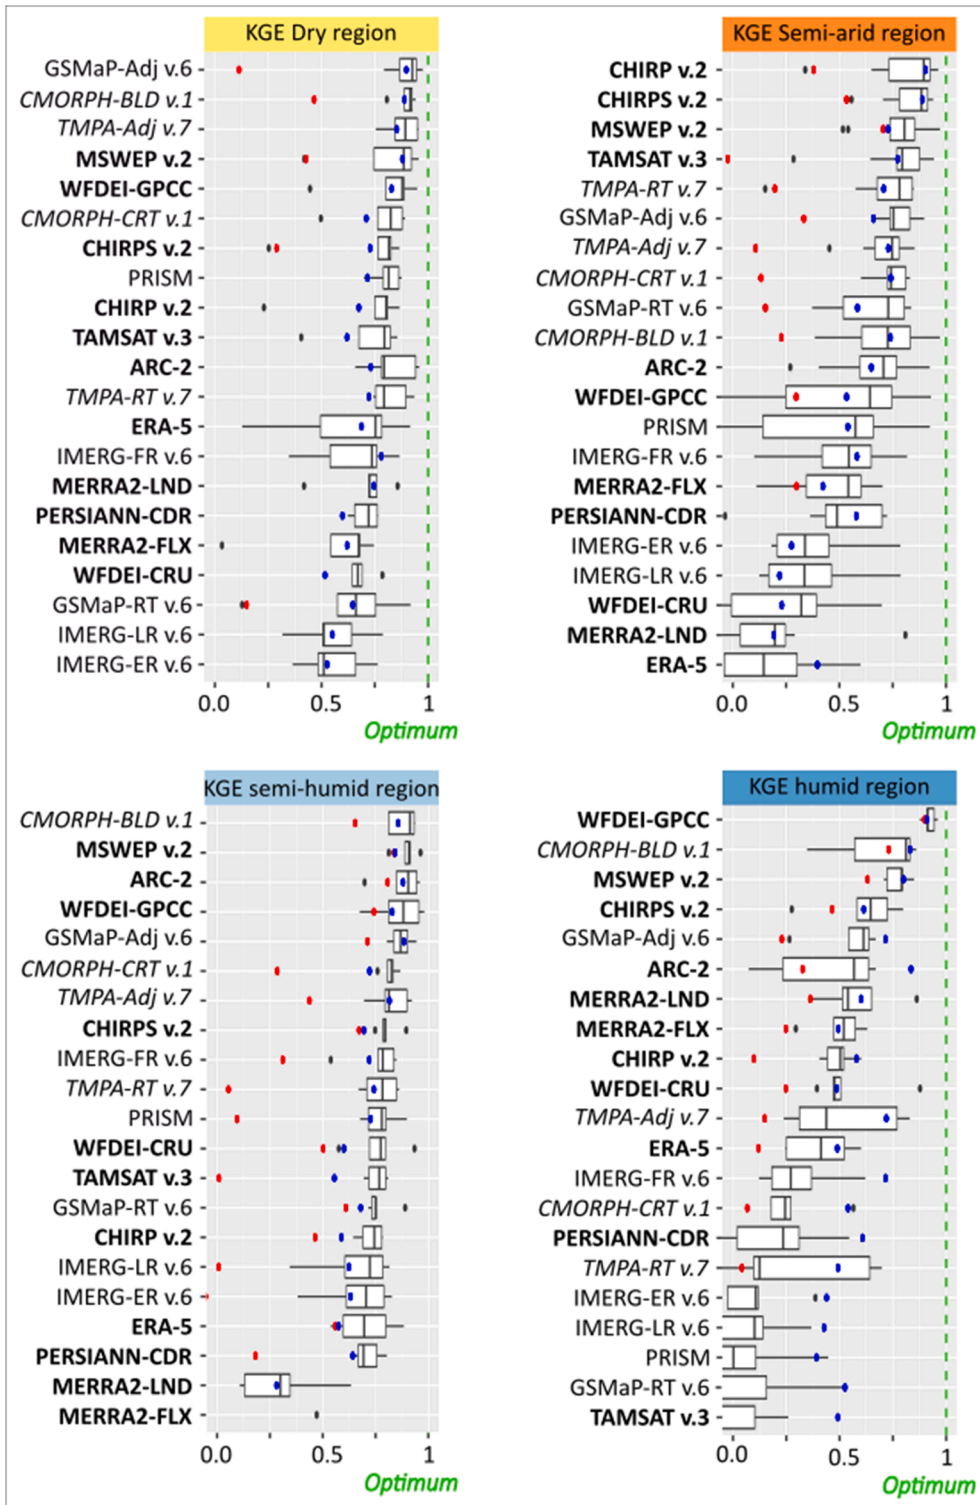 KGE Dry region
GSMaP-Adj v.6
CMORPH-BLD v.1
TMPA-Adj v.7
MSWEP v.2
WFDEI-GPCC
CMORPH-CRT v.1
CHIRPS v.2
PRISM
CHIRP v.2
TAMSAT v.3
ARC-2
TMPA-RT v.7
ERA-5
IMERG-FR v.6
MERRA2-LND
PERSIANN-CDR
MERRA2-FLX
WFDEI-CRU
GSMaP-RT v.6
IMERG-LR v.6
IMERG-ER v.6
0.0 0.5 1
Optimum
KGE Semi-arid region
CHIRP v.2
CHIRPS v.2
MSWEP v.2
TAMSAT v.3
TMPA-RT v.7
GSMaP-Adj v.6
TMPA-Adj v.7
CMORPH-CRT v.1
GSMaP-RT v.6
CMORPH-BLD v.1
ARC-2
WFDEI-GPCC
PRISM
IMERG-FR v.6
MERRA2-FLX
PERSIANN-CDR
IMERG-ER v.6
IMERG-LR v.6
WFDEI-CRU
MERRA2-LND
ERA-5
0.0 0.5 1
Optimum
KGE semi-humid region
CMORPH-BLD v.1
MSWEP v.2
ARC-2
WFDEI-GPCC
GSMaP-Adj v.6
CMORPH-CRT v.1
TMPA-Adj v.7
CHIRPS v.2
IMERG-FR v.6
TMPA-RT v.7
PRISM
WFDEI-CRU
TAMSAT v.3
GSMaP-RT v.6
CHIRP v.2
IMERG-LR v.6
IMERG-ER v.6
ERA-5
PERSIANN-CDR
MERRA2-LND
MERRA2-FLX
0.0 0.5 1
Optimum
KGE humid region
WFDEI-GPCC
CMORPH-BLD v.1
MSWEP v.2
CHIRPS v.2
GSMaP-Adj v.6
ARC-2
MERRA2-LND
MERRA2-FLX
CHIRP v.2
WFDEI-CRU
TMPA-Adj v.7
ERA-5
IMERG-FR v.6
CMORPH-CRT v.1
PERSIANN-CDR
TMPA-RT v.7
IMERG-ER v.6
IMERG-LR v.6
PRISM
GSMaP-RT v.6
TAMSAT v.3
0.0 0.5 1
Optimum